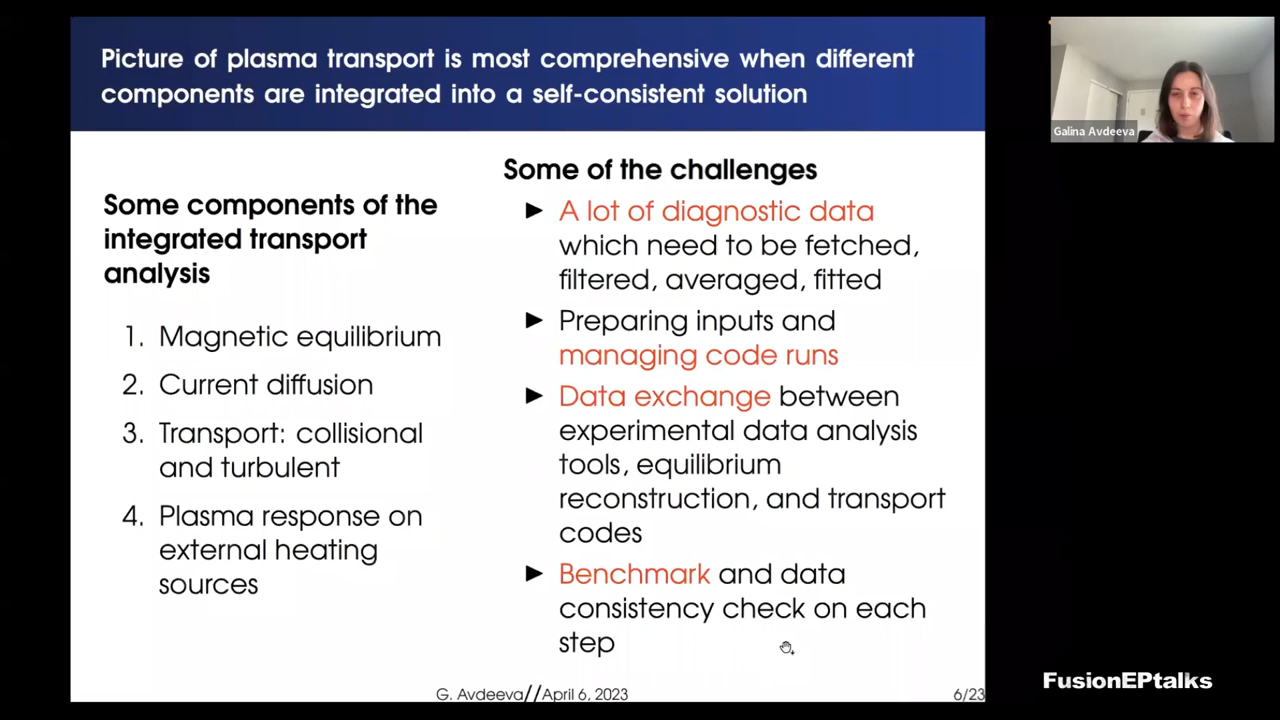 Picture of plasma transport is most comprehensive when different
components are integrated into a self-consistent solution
Some components of the
integrated transport
analysis
1. Magnetic equilibrium
2. Current diffusion
3. Transport: collisional
and turbulent
4. Plasma response on
external heating
sources
Some of the challenges
► A lot of diagnostic data
which need to be fetched,
filtered, averaged, fitted
► Preparing inputs and
managing code runs
► Data exchange between
experimental data analysis
tools, equilibrium
reconstruction, and transport
codes
► Benchmark and data
consistency check on each
step
G. Avdeeva//April 6, 2023
6/23
Galina Avdeeva
FusionEPtalks